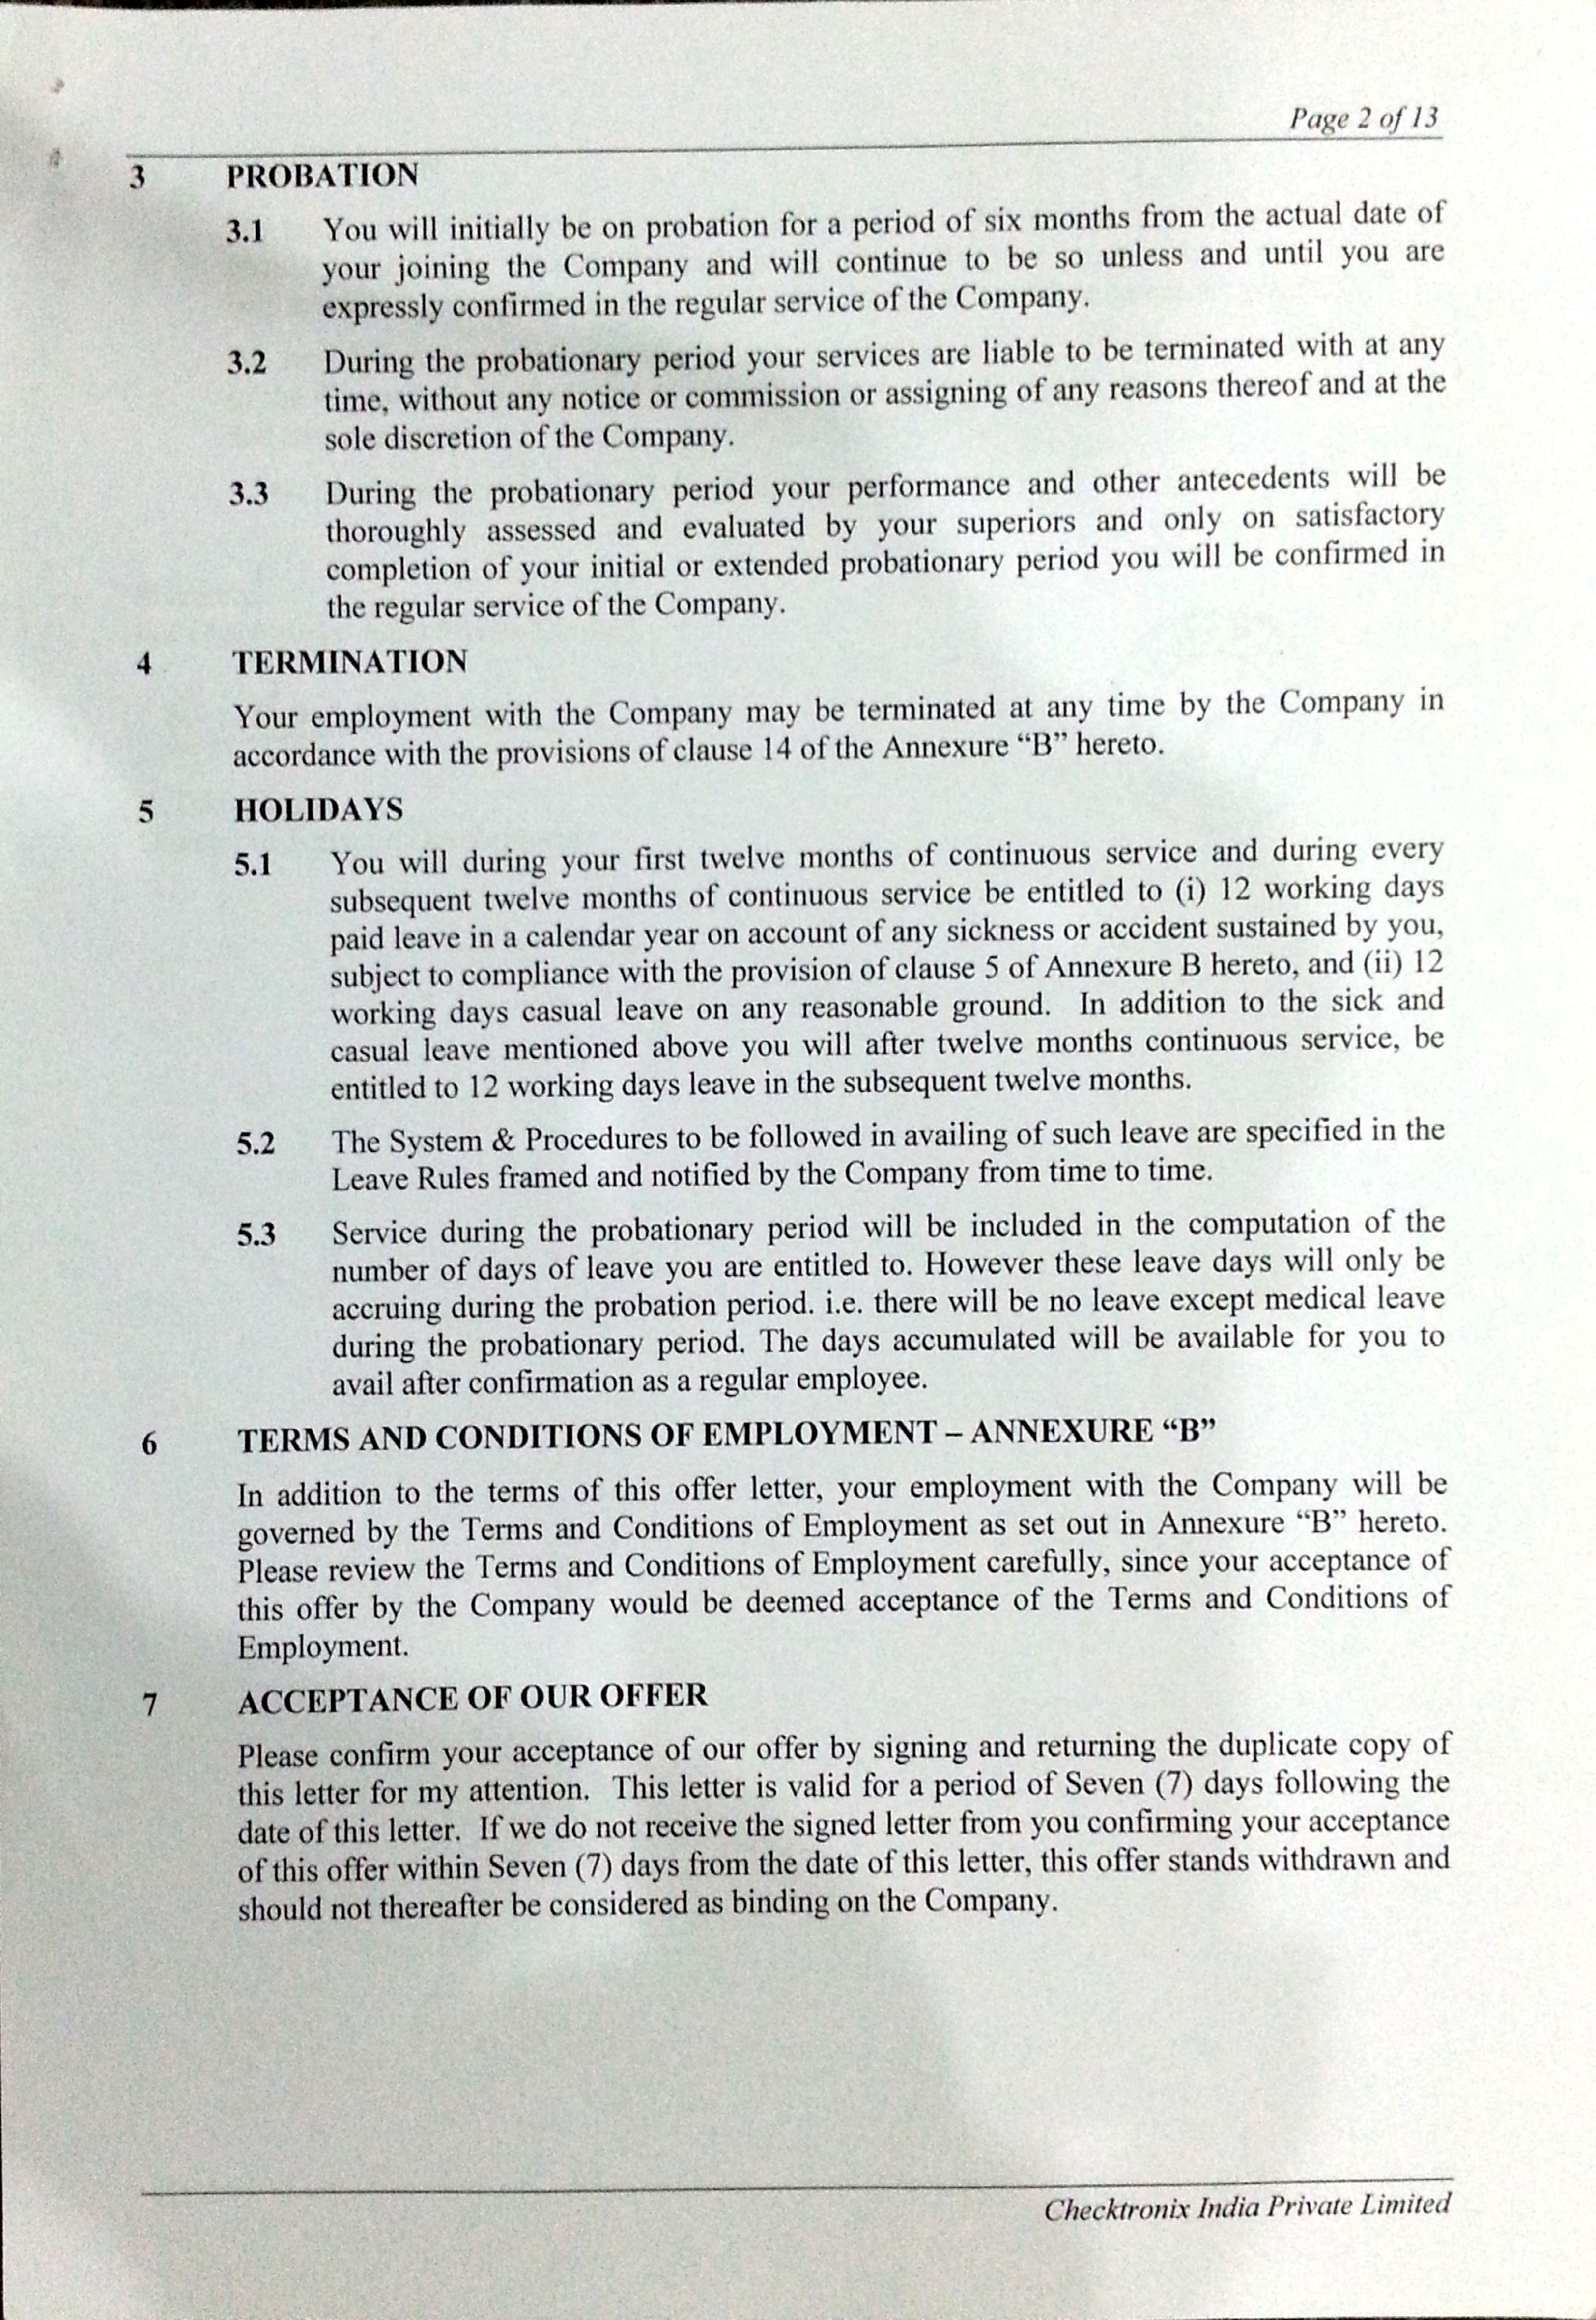 Page 2 of 13
3 PROBATION
3.1 You will initially be on probation for a period of six months from the actual date of
your joining the Company and will continue to be so unless and until you are
expressly confirmed in the regular service of the Company.
3.2 During the probationary period your services are liable to be terminated with at any
time, without any notice or commission or assigning of any reasons thereof and at the
sole discretion of the Company.
3.3 During the probationary period your performance and other antecedents will be
thoroughly assessed and evaluated by your superiors and only on satisfactory
completion of your initial or extended probationary period you will be confirmed in
the regular service of the Company.
4 TERMINATION
Your employment with the Company may be terminated at any time by the Company in
accordance with the provisions of clause 14 of the Annexure “B” hereto.
5 HOLIDAYS
5.1 You will during your first twelve months of continuous service and during every
subsequent twelve months of continuous service be entitled to (i) 12 working days
paid leave in a calendar year on account of any sickness or accident sustained by you,
subject to compliance with the provision of clause 5 of Annexure B hereto, and (ii) 12
working days casual leave on any reasonable ground. In addition to the sick and
casual leave mentioned above you will after twelve months continuous service, be
entitled to 12 working days leave in the subsequent twelve months.
5.2 The System & Procedures to be followed in availing of such leave are specified in the
Leave Rules framed and notified by the Company from time to time.
5.3 Service during the probationary period will be included in the computation of the
number of days of leave you are entitled to. However these leave days will only be
accruing during the probation period. i.e. there will be no leave except medical leave
during the probationary period. The days accumulated will be available for you to
avail after confirmation as a regular employee.
6 TERMS AND CONDITIONS OF EMPLOYMENT – ANNEXURE “B”
In addition to the terms of this offer letter, your employment with the Company will be
governed by the Terms and Conditions of Employment as set out in Annexure “B” hereto.
Please review the Terms and Conditions of Employment carefully, since your acceptance of
this offer by the Company would be deemed acceptance of the Terms and Conditions of
Employment.
7 ACCEPTANCE OF OUR OFFER
Please confirm your acceptance of our offer by signing and returning the duplicate copy of
this letter for my attention. This letter is valid for a period of Seven (7) days following the
date of this letter. If we do not receive the signed letter from you confirming your acceptance
of this offer within Seven (7) days from the date of this letter, this offer stands withdrawn and
should not thereafter be considered as binding on the Company.
Checktronix India Private Limited